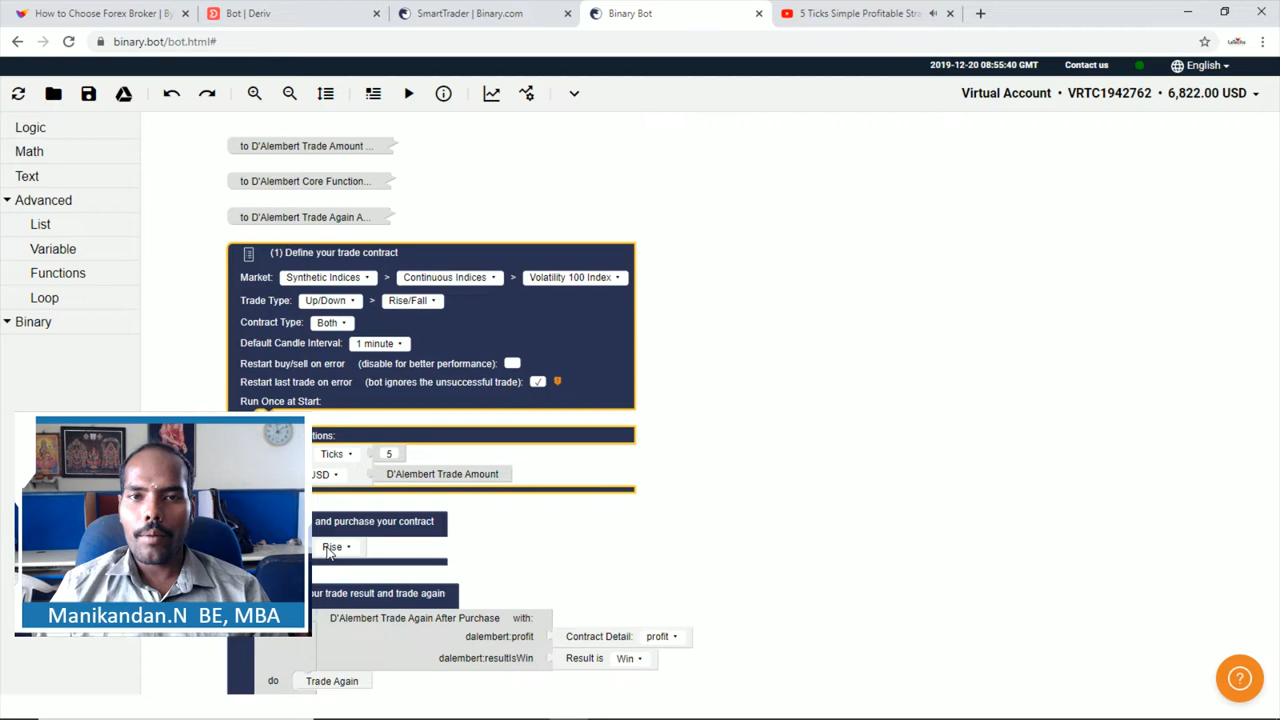 How to Choose Forex Broker | By
Bot | Deriv
SmartTrader | Binary.com
Binary Bot
5 Ticks Simple Profitable Stra
binary.bot/bot.html#
2019-12-20 08:55:40 GMT
Contact us
English
Virtual Account • VRTC1942762 • 6,822.00 USD
Logic
Math
Text
Advanced
List
Variable
Functions
Loop
Binary
to D'Alembert Trade Amount ...
to D'Alembert Core Function...
to D'Alembert Trade Again A...
(1) Define your trade contract
Market: Synthetic Indices > Continuous Indices > Volatility 100 Index
Trade Type: Up/Down > Rise/Fall
Contract Type: Both
Default Candle Interval: 1 minute
Restart buy/sell on error (disable for better performance):
Restart last trade on error (bot ignores the unsuccessful trade): ✓
Run Once at Start:
tions:
Ticks 5
USD D'Alembert Trade Amount
and purchase your contract
Rise
our trade result and trade again
D'Alembert Trade Again After Purchase with:
dalembert:profit Contract Detail: profit
dalembert:resultIsWin Result is Win
do Trade Again
Manikandan.N BE, MBA